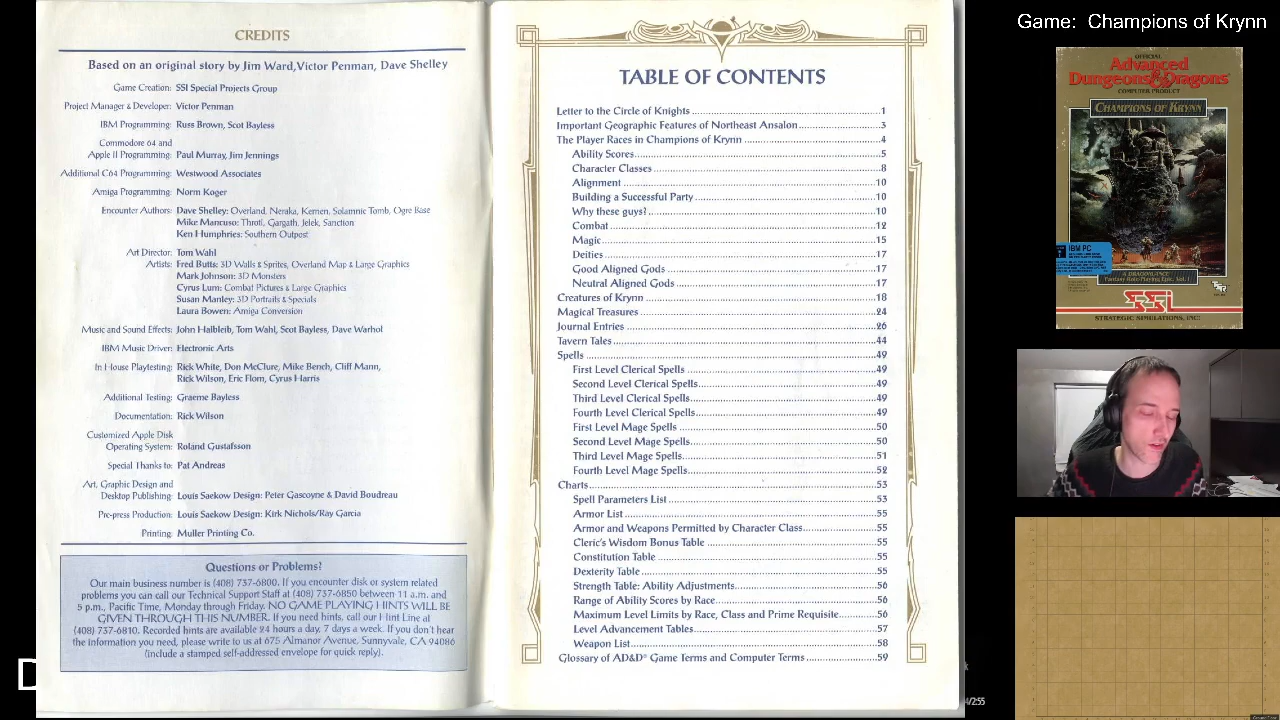 CREDITS
Based on an original story by Jim Ward,Victor Penman, Dave Shelley
Game Creation: SSI Special Projects Group
Project Manager & Developer: Victor Penman
IBM Programming: Russ Brown, Scot Bayless
Commodore 64 and
Apple II Programming: Paul Murray, Jim Jennings
Additional C64 Programming: Westwood Associates
Amiga Programming: Norm Koger
Encounter Authors: Dave Shelley: Overland, Neraka, Kernen, Solamnic Tomb, Ogre Base
Mike Mancuso: Throtl, Gargath, Jelek, Sanction
Ken Humphries: Southern Outpost
Art Director: Tom Wahl
Artists: Fred Butts: 3D Walls & Sprites, Overland Map & Large Graphics
Mark Johnson: 3D Monsters
Cyrus Lum: Combat Pictures & Large Graphics
Susan Manley: 3D Portraits & Specials
Laura Bowen: Amiga Conversion
Music and Sound Effects: John Halbleib, Tom Wahl, Scot Bayless, Dave Warhol
IBM Music Driver: Electronic Arts
In House Playtesting: Rick White, Don McClure, Mike Bench, Cliff Mann,
Rick Wilson, Eric Flom, Cyrus Harris
Additional Testing: Graeme Bayless
Documentation: Rick Wilson
Customized Apple Disk
Operating System: Roland Gustafsson
Special Thanks to: Pat Andreas
Art, Graphic Design and
Desktop Publishing: Louis Saekow Design: Peter Gascoyne & David Boudreau
Pre-press Production: Louis Saekow Design: Kirk Nichols/Ray Garcia
Printing: Muller Printing Co.
Questions or Problems?
Our main business number is (408) 737-6800. If you encounter disk or system related
problems you can call our Technical Support Staff at (408) 737-6850 between 11 a.m. and
5 p.m., Pacific Time, Monday through Friday. NO GAME PLAYING HINTS WILL BE
GIVEN THROUGH THIS NUMBER. If you need hints, call our Hint Line at
(408) 737-6810. Recorded hints are available 24 hours a day, 7 days a week. If you don't hear
the information you need, please write to us at 675 Almanor Avenue, Sunnyvale, CA 94086
(include a stamped self-addressed envelope for quick reply).
TABLE OF CONTENTS
Letter to the Circle of Knights 1
Important Geographic Features of Northeast Ansalon 3
The Player Races in Champions of Krynn 4
Ability Scores 5
Character Classes 8
Alignment 10
Building a Successful Party 10
Why these guys? 10
Combat 12
Magic 15
Deities 17
Good Aligned Gods 17
Neutral Aligned Gods 17
Creatures of Krynn 18
Magical Treasures 24
Journal Entries 26
Tavern Tales 44
Spells 49
First Level Clerical Spells 49
Second Level Clerical Spells 49
Third Level Clerical Spells 49
Fourth Level Clerical Spells 49
First Level Mage Spells 50
Second Level Mage Spells 50
Third Level Mage Spells 51
Fourth Level Mage Spells 52
Charts 53
Spell Parameters List 53
Armor List 55
Armor and Weapons Permitted by Character Class 55
Cleric's Wisdom Bonus Table 55
Constitution Table 55
Dexterity Table 55
Strength Table: Ability Adjustments 56
Range of Ability Scores by Race 56
Maximum Level Limits by Race, Class and Prime Requisite 56
Level Advancement Tables 57
Weapon List 58
Glossary of AD&D® Game Terms and Computer Terms 59
D
4/2:55
Game: Champions of Krynn
OFFICIAL
Advanced
Dungeons & Dragons
COMPUTER PRODUCT
CHAMPIONS OF KRYNN
IBM PC
A DRAGONLANCE
Fantasy Role-Playing Epic, Vol. I
SSI
STRATEGIC SIMULATIONS, INC.